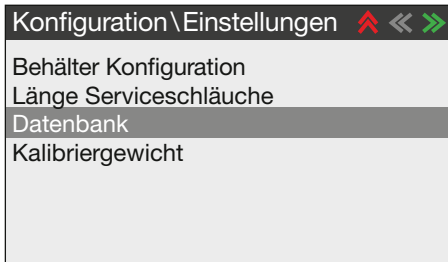 Konfiguration\Einstellungen
Behälter Konfiguration
Länge Serviceschläuche
Datenbank
Kalibriergewicht